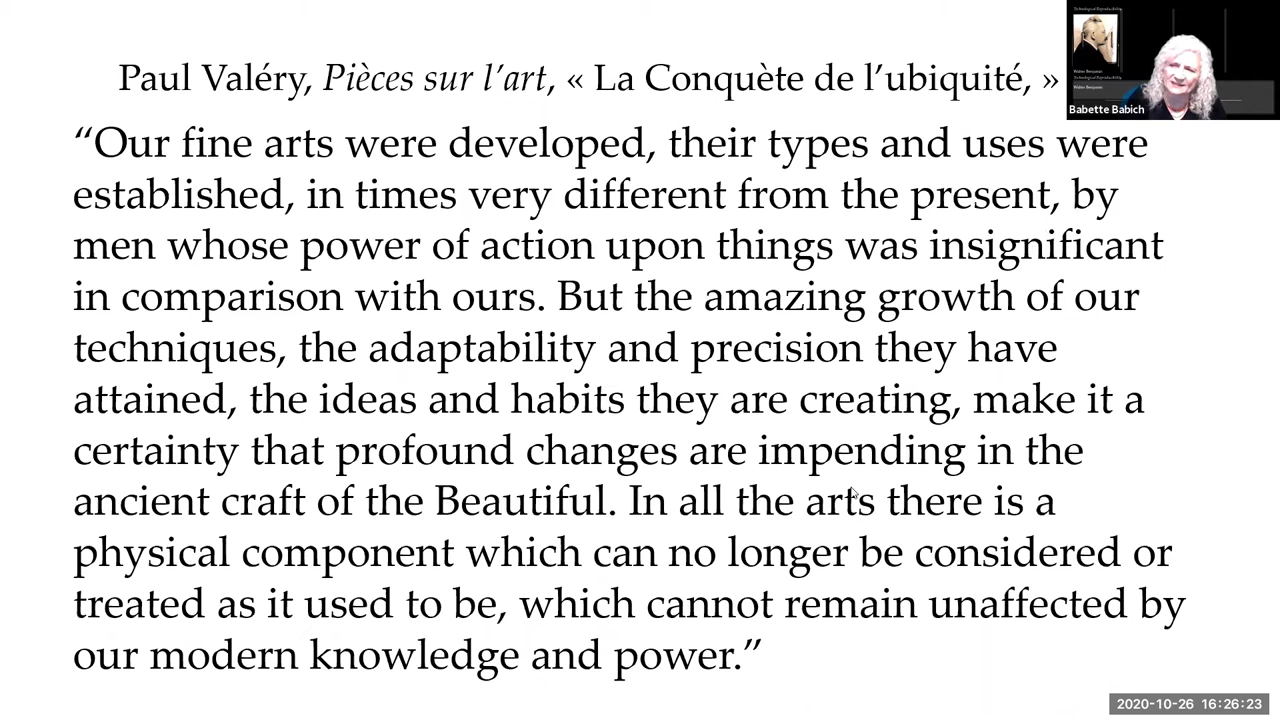 Paul Valéry, Pièces sur l’art, « La Conquète de l’ubiquité, »
“Our fine arts were developed, their types and uses were
established, in times very different from the present, by
men whose power of action upon things was insignificant
in comparison with ours. But the amazing growth of our
techniques, the adaptability and precision they have
attained, the ideas and habits they are creating, make it a
certainty that profound changes are impending in the
ancient craft of the Beautiful. In all the arts there is a
physical component which can no longer be considered or
treated as it used to be, which cannot remain unaffected by
our modern knowledge and power.”
Babette Babich
2020-10-26 16:26:23